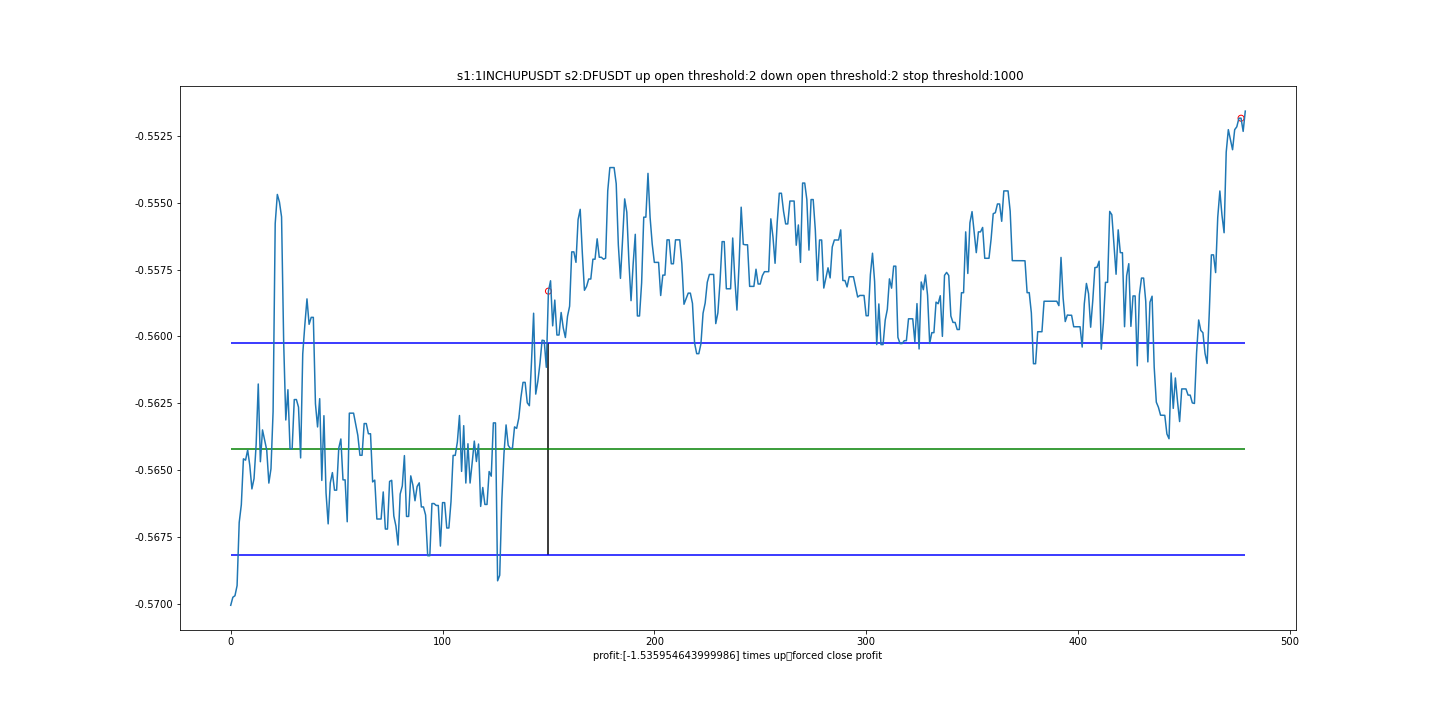 s1:1INCHUPUSDT s2:DFUSDT up open threshold:2 down open threshold:2 stop threshold:1000
-0.5525
-0.5550
-0.5575
-0.5600
-0.5625
-0.5650
-0.5675
-0.5700
0 100 200 300 400 500
profit:[-1.535954643999986] times up▯forced close profit